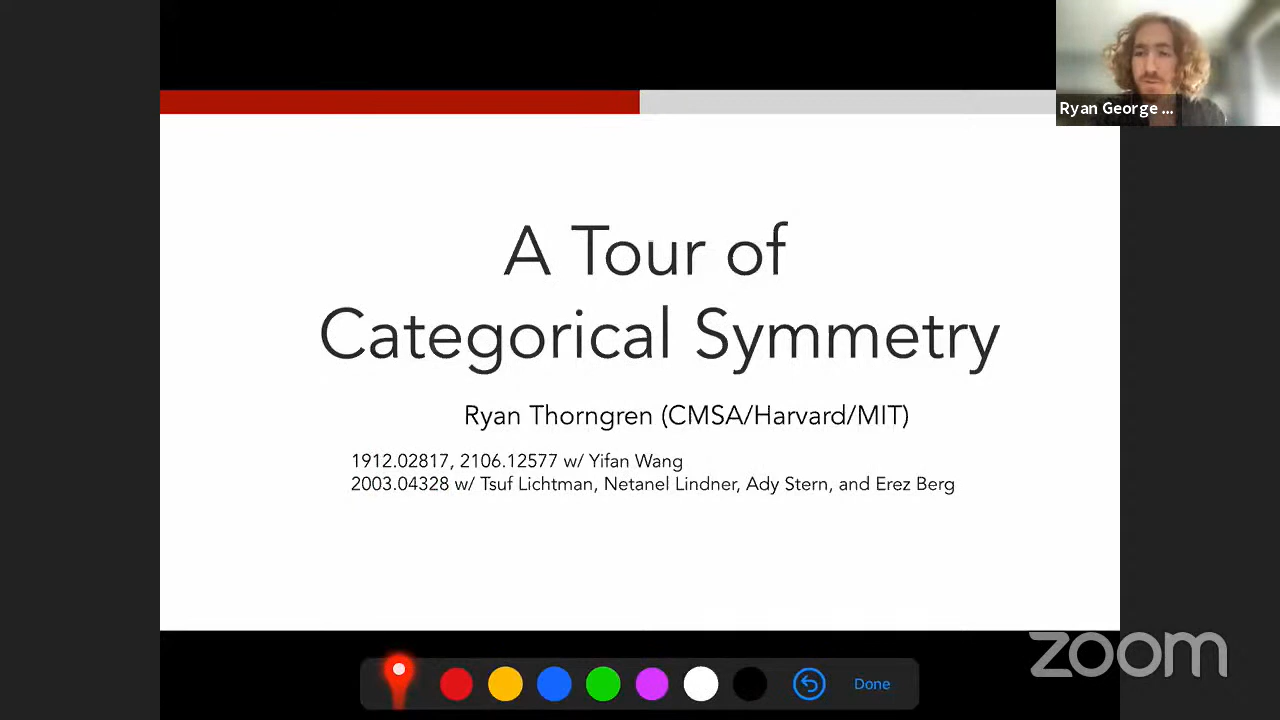 Ryan George ...
A Tour of
Categorical Symmetry
Ryan Thorngren (CMSA/Harvard/MIT)
1912.02817, 2106.12577 w/ Yifan Wang
2003.04328 w/ Tsuf Lichtman, Netanel Lindner, Ady Stern, and Erez Berg
Done
zoom